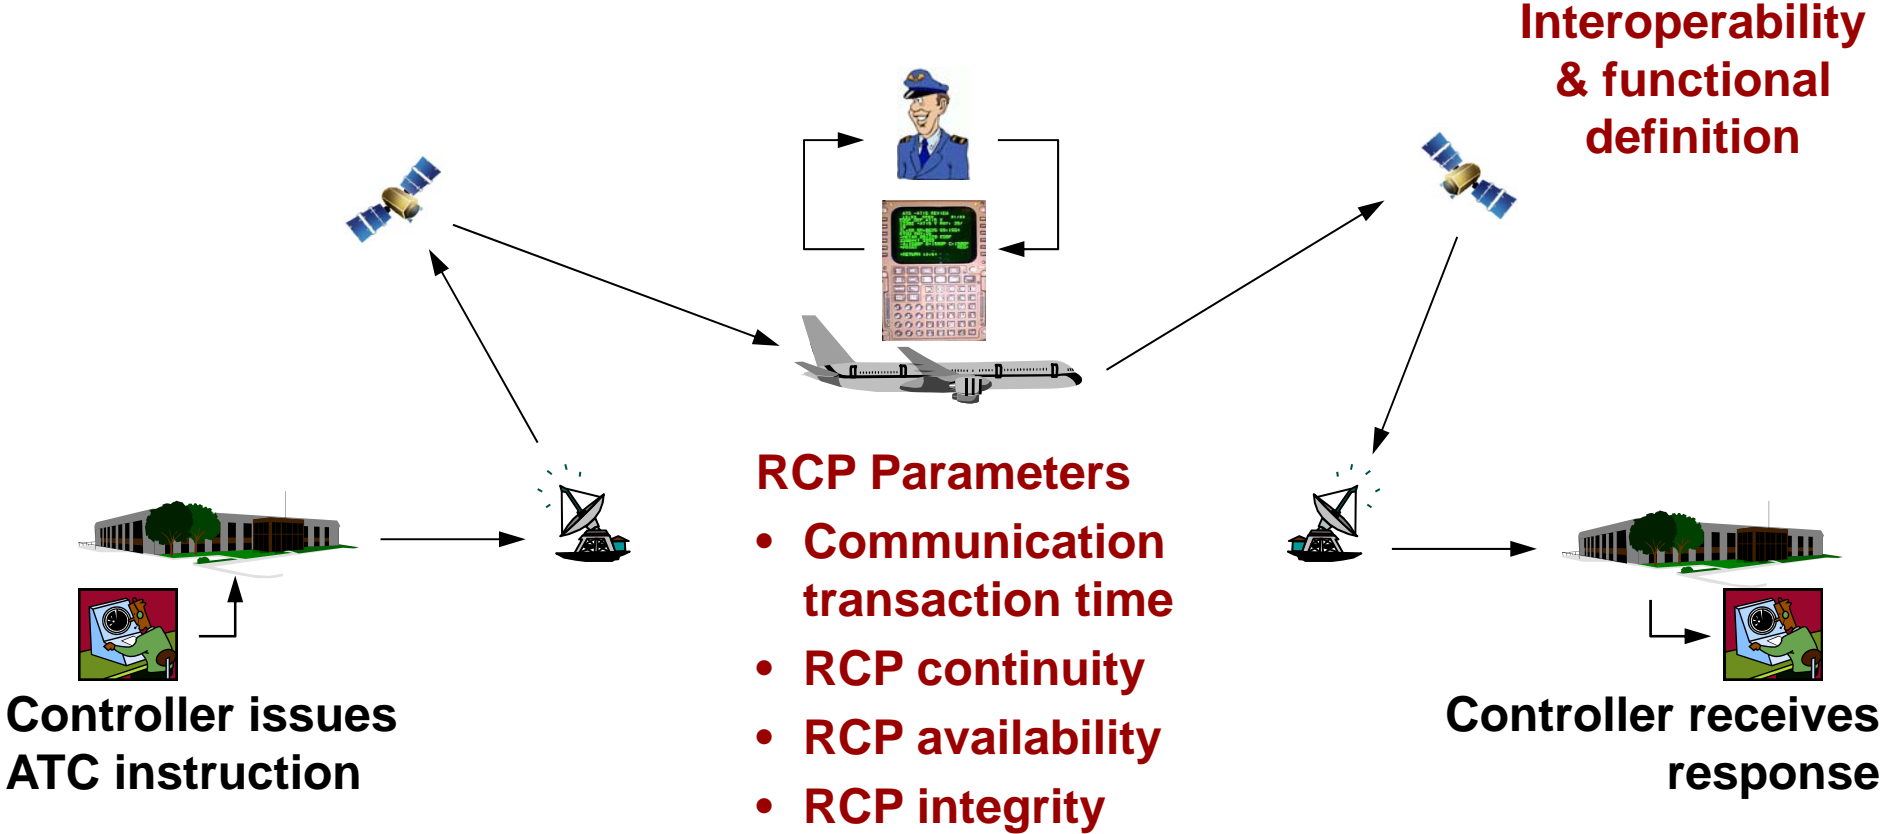 Interoperability
& functional
definition
RCP Parameters
• Communication
transaction time
• RCP continuity
• RCP availability
• RCP integrity
Controller issues
ATC instruction
Controller receives
response